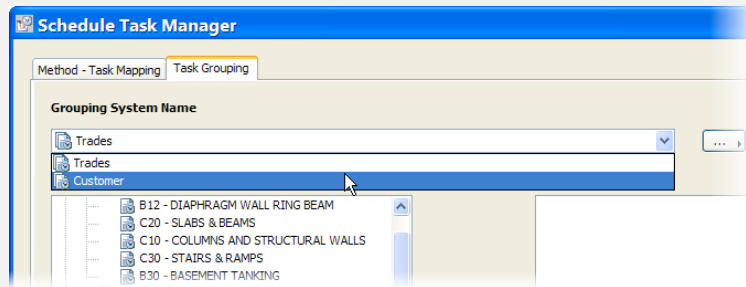 Schedule Task Manager
Method - Task Mapping Task Grouping
Grouping System Name
Trades ...
Trades
Customer
B12 - DIAPHRAGM WALL RING BEAM
C20 - SLABS & BEAMS
C10 - COLUMNS AND STRUCTURAL WALLS
C30 - STAIRS & RAMPS
B30 - BASEMENT TANKING